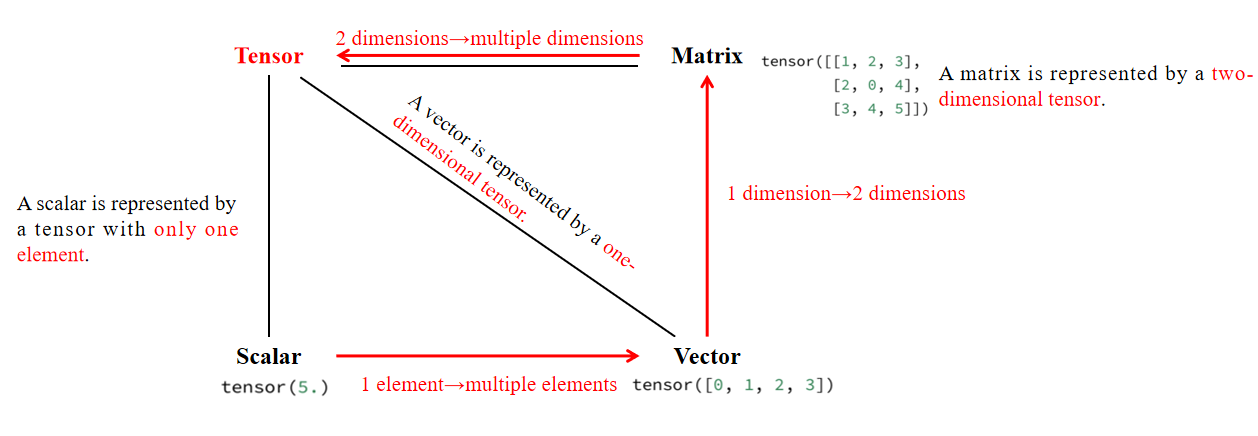 2 dimensions→multiple dimensions
Tensor
Matrix
tensor([[1, 2, 3],
[2, 0, 4],
[3, 4, 5]])
A matrix is represented by a two-
dimensional tensor.
A vector is represented by a one-
dimensional tensor.
1 dimension→2 dimensions
A scalar is represented by
a tensor with only one
element.
Scalar
Vector
tensor(5.)
1 element→multiple elements
tensor([0, 1, 2, 3])